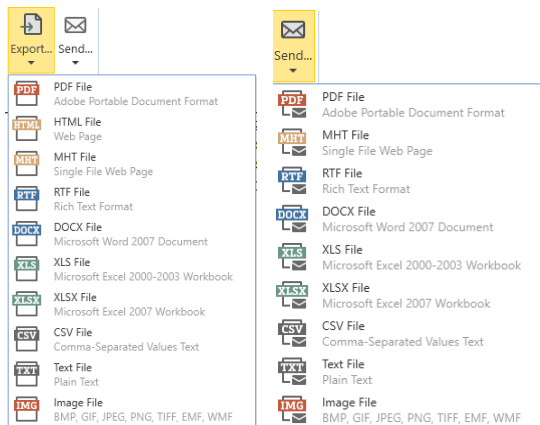 Export... Send...
PDF
PDF File
Adobe Portable Document Format
HTML
HTML File
Web Page
MHT
MHT File
Single File Web Page
RTF
RTF File
Rich Text Format
DOCX
DOCX File
Microsoft Word 2007 Document
XLS
XLS File
Microsoft Excel 2000-2003 Workbook
XLSX
XLSX File
Microsoft Excel 2007 Workbook
CSV
CSV File
Comma-Separated Values Text
TXT
Text File
Plain Text
IMG
Image File
BMP, GIF, JPEG, PNG, TIFF, EMF, WMF
Send...
PDF
PDF File
Adobe Portable Document Format
MHT
MHT File
Single File Web Page
RTF
RTF File
Rich Text Format
DOCX
DOCX File
Microsoft Word 2007 Document
XLS
XLS File
Microsoft Excel 2000-2003 Workbook
XLSX
XLSX File
Microsoft Excel 2007 Workbook
CSV
CSV File
Comma-Separated Values Text
TXT
Text File
Plain Text
IMG
Image File
BMP, GIF, JPEG, PNG, TIFF, EMF, WMF